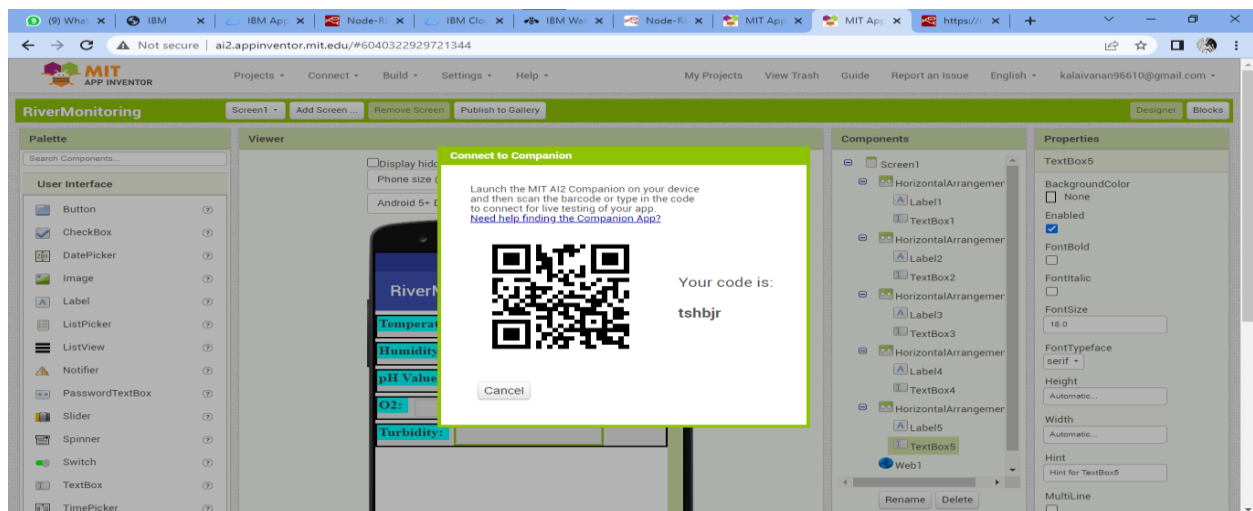 (9) What
IBM
IBM App
Node-R
IBM Clo
IBM Wat
Node-R
MIT App
MIT App
https://
Not secure | ai2.appinventor.mit.edu/#6040322929721344
MIT
APP INVENTOR
Projects
Connect
Build
Settings
Help
My Projects
View Trash
Guide
Report an Issue
English
kalaivanan96610@gmail.com
RiverMonitoring
Screen1
Add Screen ...
Remove Screen
Publish to Gallery
Designer
Blocks
Palette
Search Components...
User Interface
Button
CheckBox
DatePicker
Image
Label
ListPicker
ListView
Notifier
PasswordTextBox
Slider
Spinner
Switch
TextBox
TimePicker
Viewer
Display hidd
Phone size (
Android 5+ D
RiverM
Temperat
Humidity
pH Value
O2:
Turbidity:
Connect to Companion
Launch the MIT AI2 Companion on your device
and then scan the barcode or type in the code
to connect for live testing of your app.
Need help finding the Companion App?
Your code is:
tshbjr
Cancel
Components
Screen1
HorizontalArrangemer
Label1
TextBox1
HorizontalArrangemer
Label2
TextBox2
HorizontalArrangemer
Label3
TextBox3
HorizontalArrangemer
Label4
TextBox4
HorizontalArrangemer
Label5
TextBox5
Web1
Rename
Delete
Properties
TextBox5
BackgroundColor
None
Enabled
FontBold
FontItalic
FontSize
18.0
FontTypeface
serif
Height
Automatic...
Width
Automatic...
Hint
Hint for TextBox5
MultiLine